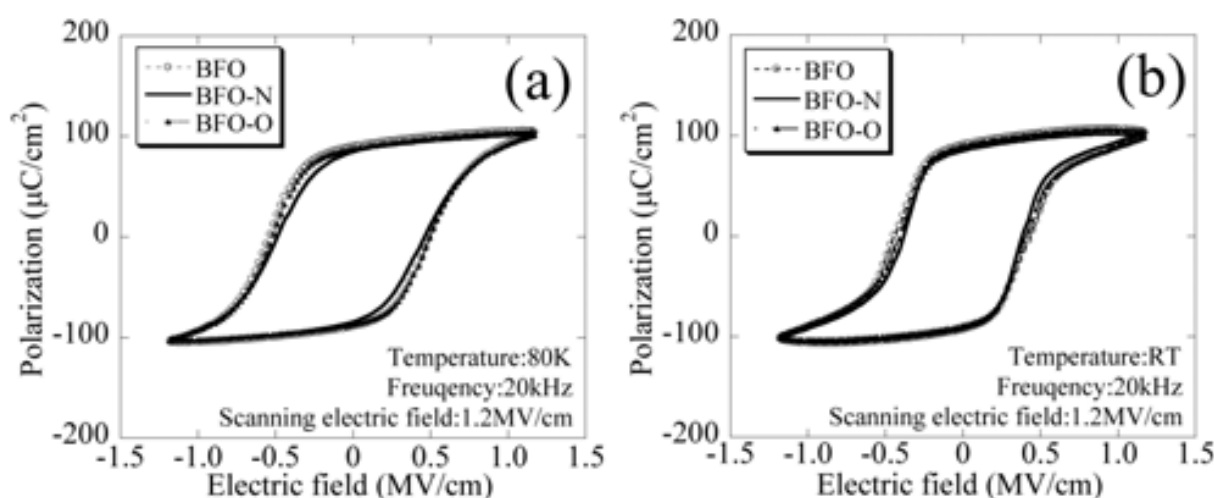 (a)
BFO
BFO-N
BFO-O
200
100
0
-100
-200
Polarization (μC/cm²)
Temperature:80K
Freuqency:20kHz
Scanning electric field:1.2MV/cm
-1.5 -1.0 -0.5 0 0.5 1.0 1.5
Electric field (MV/cm)
(b)
BFO
BFO-N
BFO-O
200
100
0
-100
-200
Polarization (μC/cm²)
Temperature:RT
Freuqency:20kHz
Scanning electric field:1.2MV/cm
-1.5 -1.0 -0.5 0 0.5 1.0 1.5
Electric field (MV/cm)